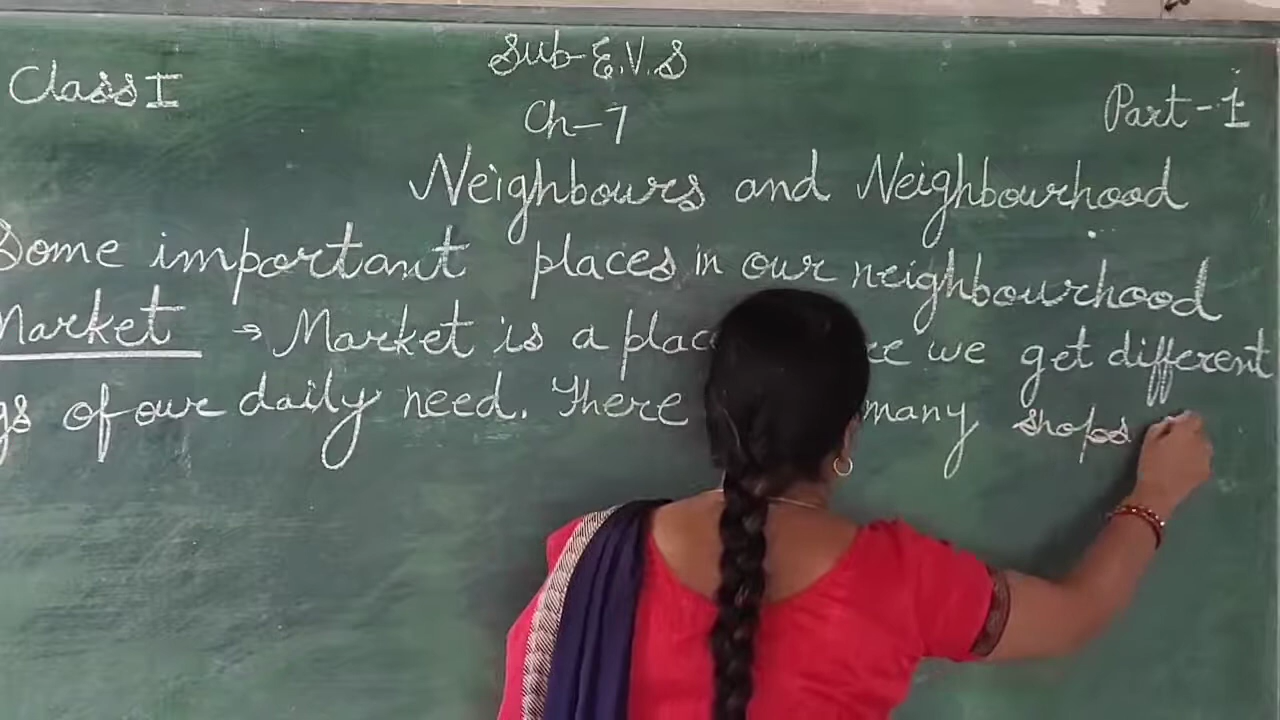 Sub-E.V.S
Class I
Ch-7
Part-1
Neighbours and Neighbourhood
Some important places in our neighbourhood
Market → Market is a place we get different
of our daily need. There many shops